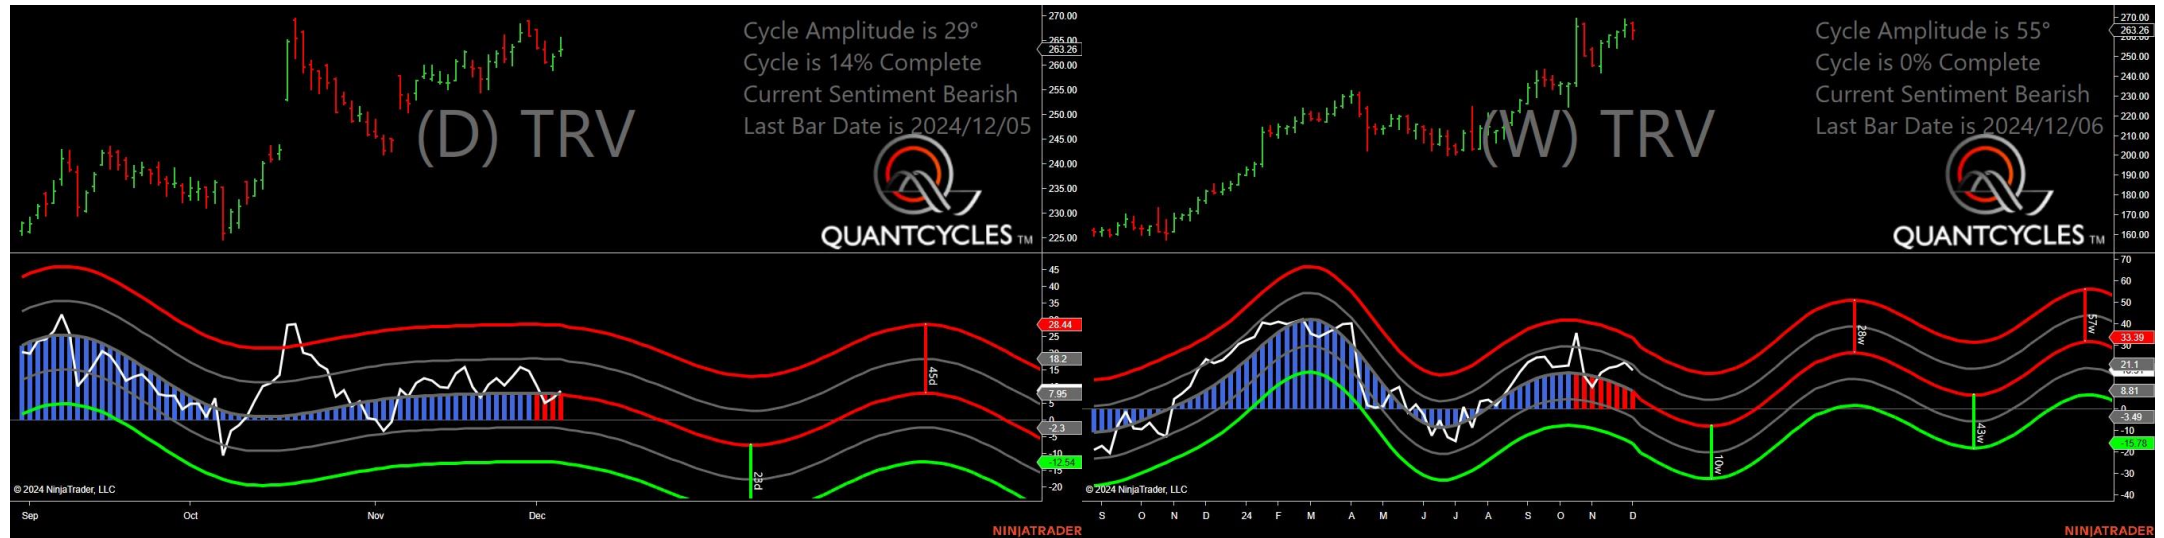 Cycle Amplitude is 29°
Cycle is 14% Complete
Current Sentiment Bearish
Last Bar Date is 2024/12/05
(D) TRV
QUANTCYCLES TM
270.00
265.00
263.26
260.00
255.00
250.00
245.00
240.00
235.00
230.00
225.00
45
40
35
30
28.44
25
18.2
15
7.95
5
0
-2.3
-5
-10
-12.54
-15
-20
45d
23d
© 2024 NinjaTrader, LLC
Sep Oct Nov Dec
NINJATRADER
Cycle Amplitude is 55°
Cycle is 0% Complete
Current Sentiment Bearish
Last Bar Date is 2024/12/06
(W) TRV
QUANTCYCLES TM
270.00
263.26
250.00
240.00
230.00
220.00
210.00
200.00
190.00
180.00
170.00
160.00
70
60
50
40
33.39
30
21.1
8.81
0
-3.49
-10
-15.78
-20
-30
-40
28w
57w
10w
43w
© 2024 NinjaTrader, LLC
S O N D 24 F M A M J J A S O N D
NINJATRADER